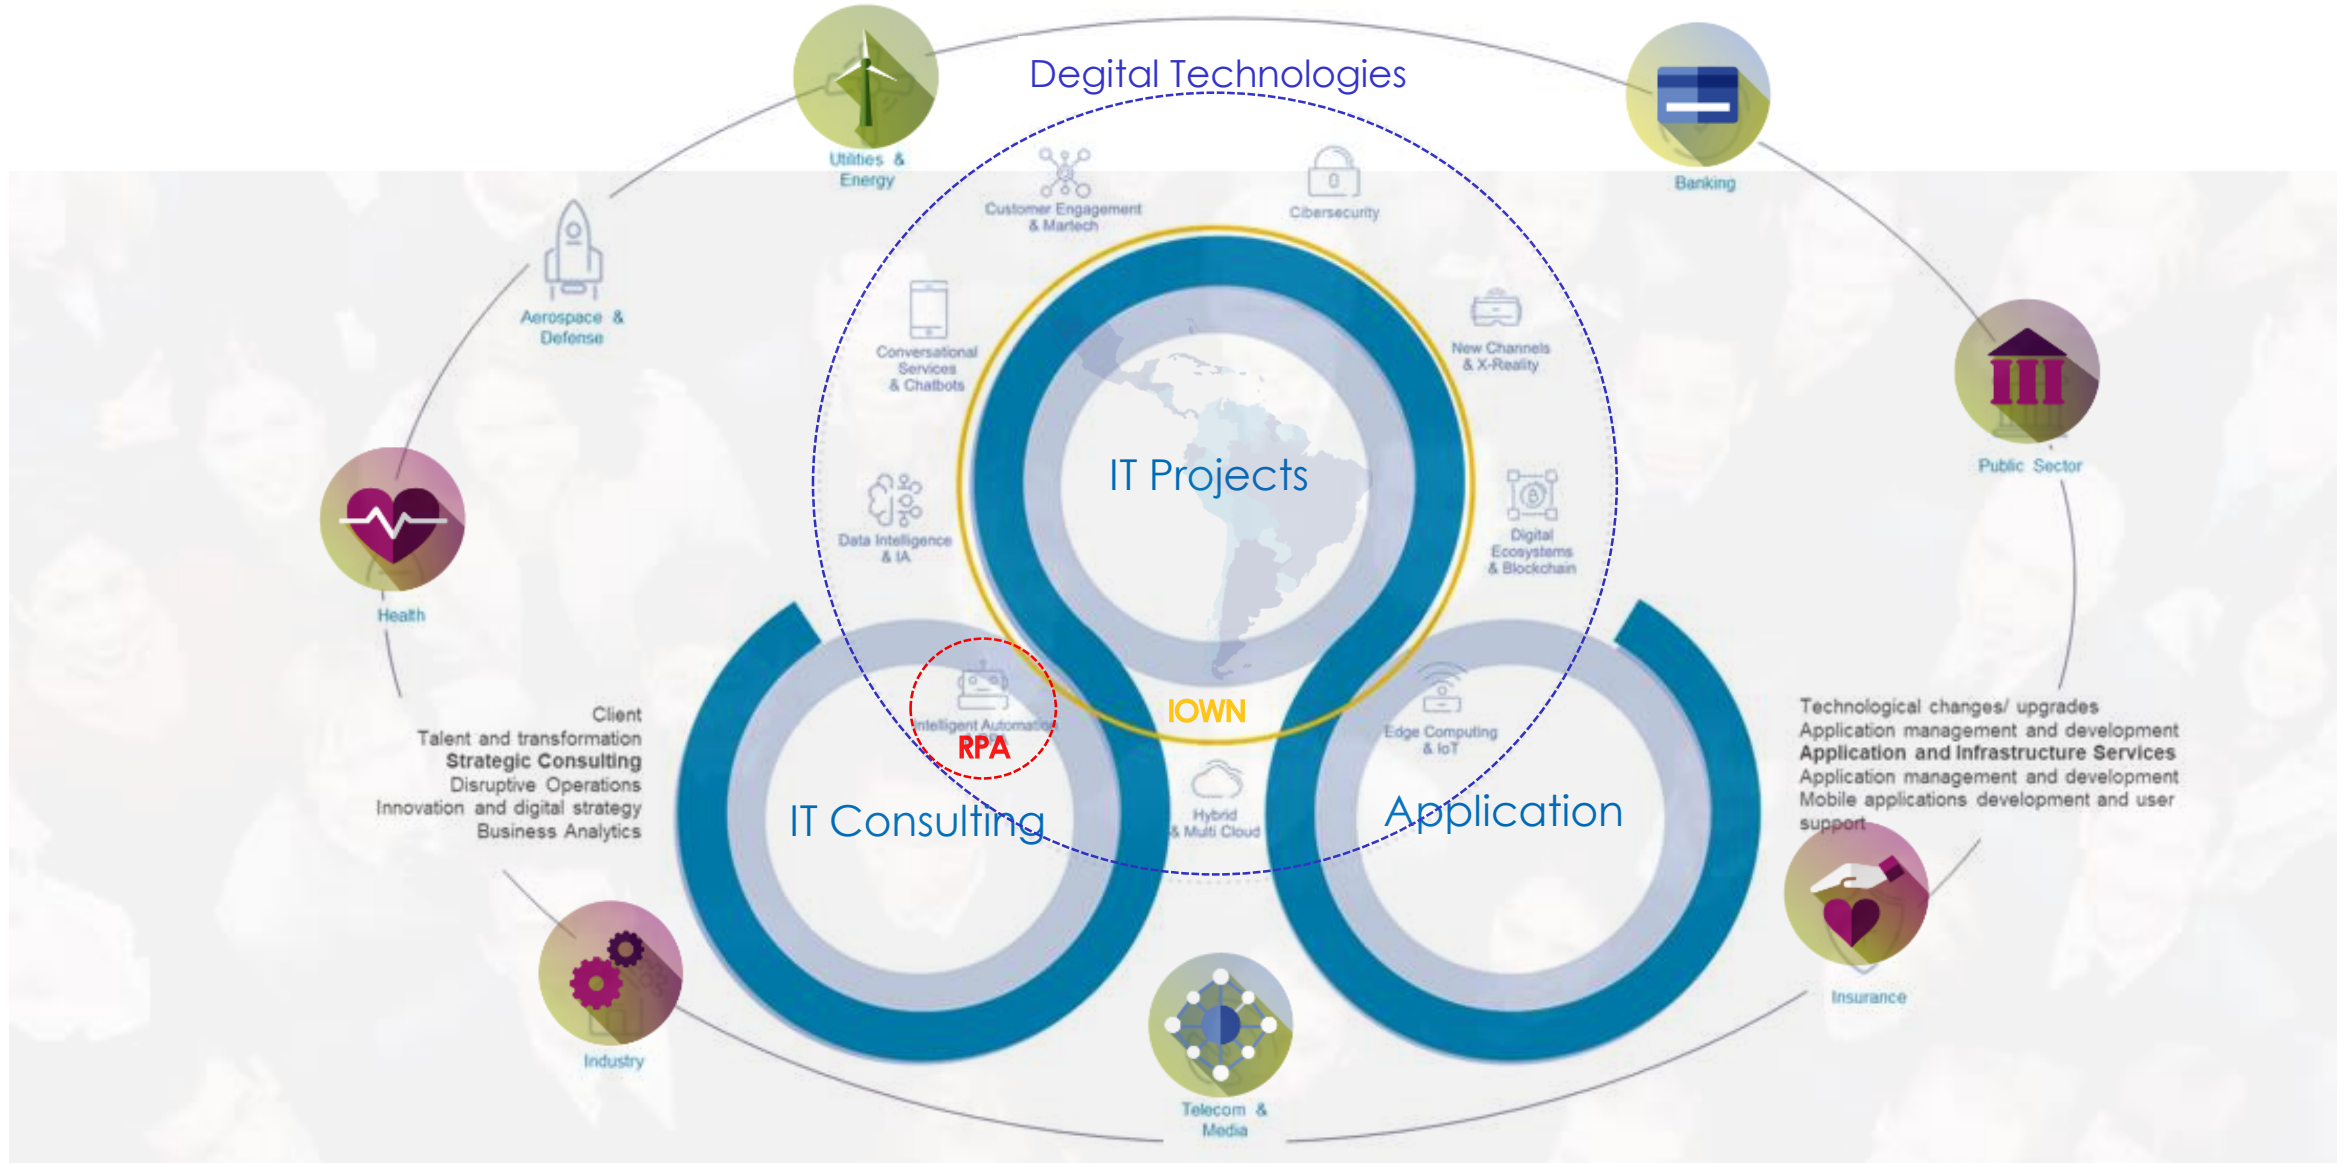 Degital Technologies
Utilities &
Energy
Banking
Customer Engagement
& Martech
Cibersecurity
Aerospace &
Defense
Conversational
Services
& Chatbots
New Channels
& X-Reality
Public Sector
IT Projects
Data Intelligence
& IA
Digital
Ecosystems
& Blockchain
Health
Client
Talent and transformation
Strategic Consulting
Disruptive Operations
Innovation and digital strategy
Business Analytics
Intelligent Automation
RPA
IOWN
Edge Computing
& IoT
Technological changes/ upgrades
Application management and development
Application and Infrastructure Services
Application management and development
Mobile applications development and user
support
IT Consulting
Hybrid
& Multi Cloud
Application
Insurance
Industry
Telecom &
Media